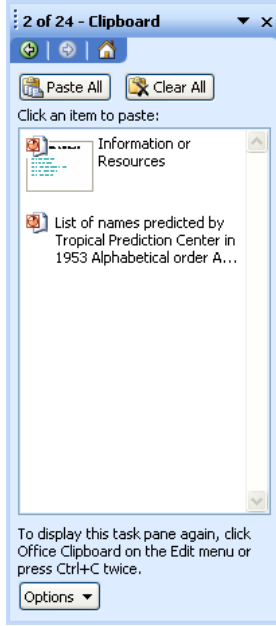 2 of 24 - Clipboard
Paste All
Clear All
Click an item to paste:
Information or
Resources
List of names predicted by
Tropical Prediction Center in
1953 Alphabetical order A...
To display this task pane again, click
Office Clipboard on the Edit menu or
press Ctrl+C twice.
Options